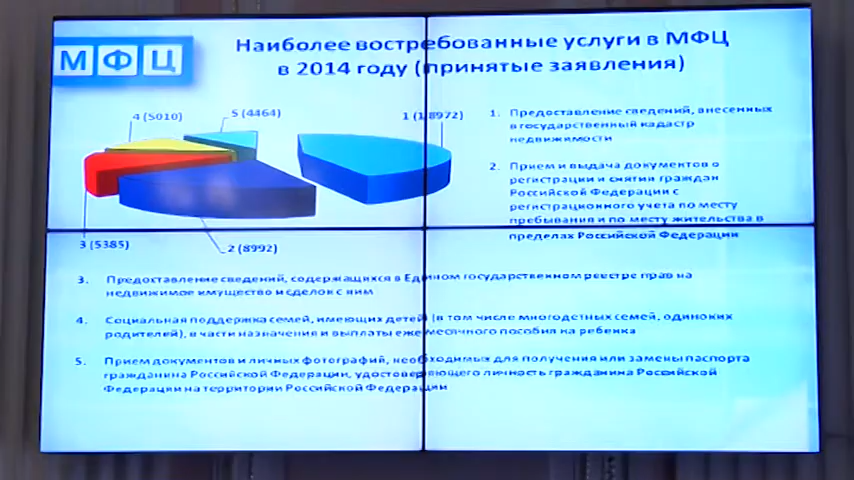 МФЦ
Наиболее востребованные услуги в МФЦ
в 2014 году (принятые заявления)
4 (5010)
5 (4464)
1 (18972)
3 (5385)
2 (8992)
1. Предоставление сведений, внесенных
в государственный кадастр
недвижимости
2. Прием и выдача документов о
регистрации и снятии граждан
Российской Федерации с
регистрационного учета по месту
пребывания и по месту жительства в
пределах Российской Федерации
3. Предоставление сведений, содержащихся в Едином государственном реестре прав на
недвижимое имущество и сделок с ним
4. Социальная поддержка семей, имеющих детей (в том числе многодетных семей, одиноких
родителей), в части назначения и выплаты ежемесячного пособия на ребенка
5. Прием документов и личных фотографий, необходимых для получения или замены паспорта
гражданина Российской Федерации, удостоверяющего личность гражданина Российской
Федерации на территории Российской Федерации